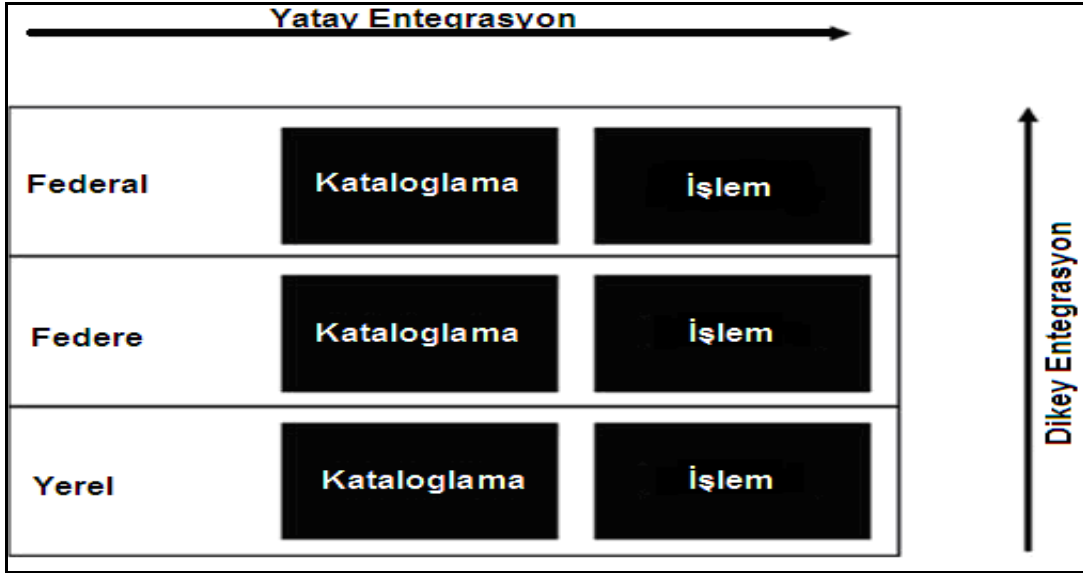 Yatay Entegrasyon
Federal
Kataloglama
İşlem
Federe
Kataloglama
İşlem
Yerel
Kataloglama
İşlem
Dikey Entegrasyon